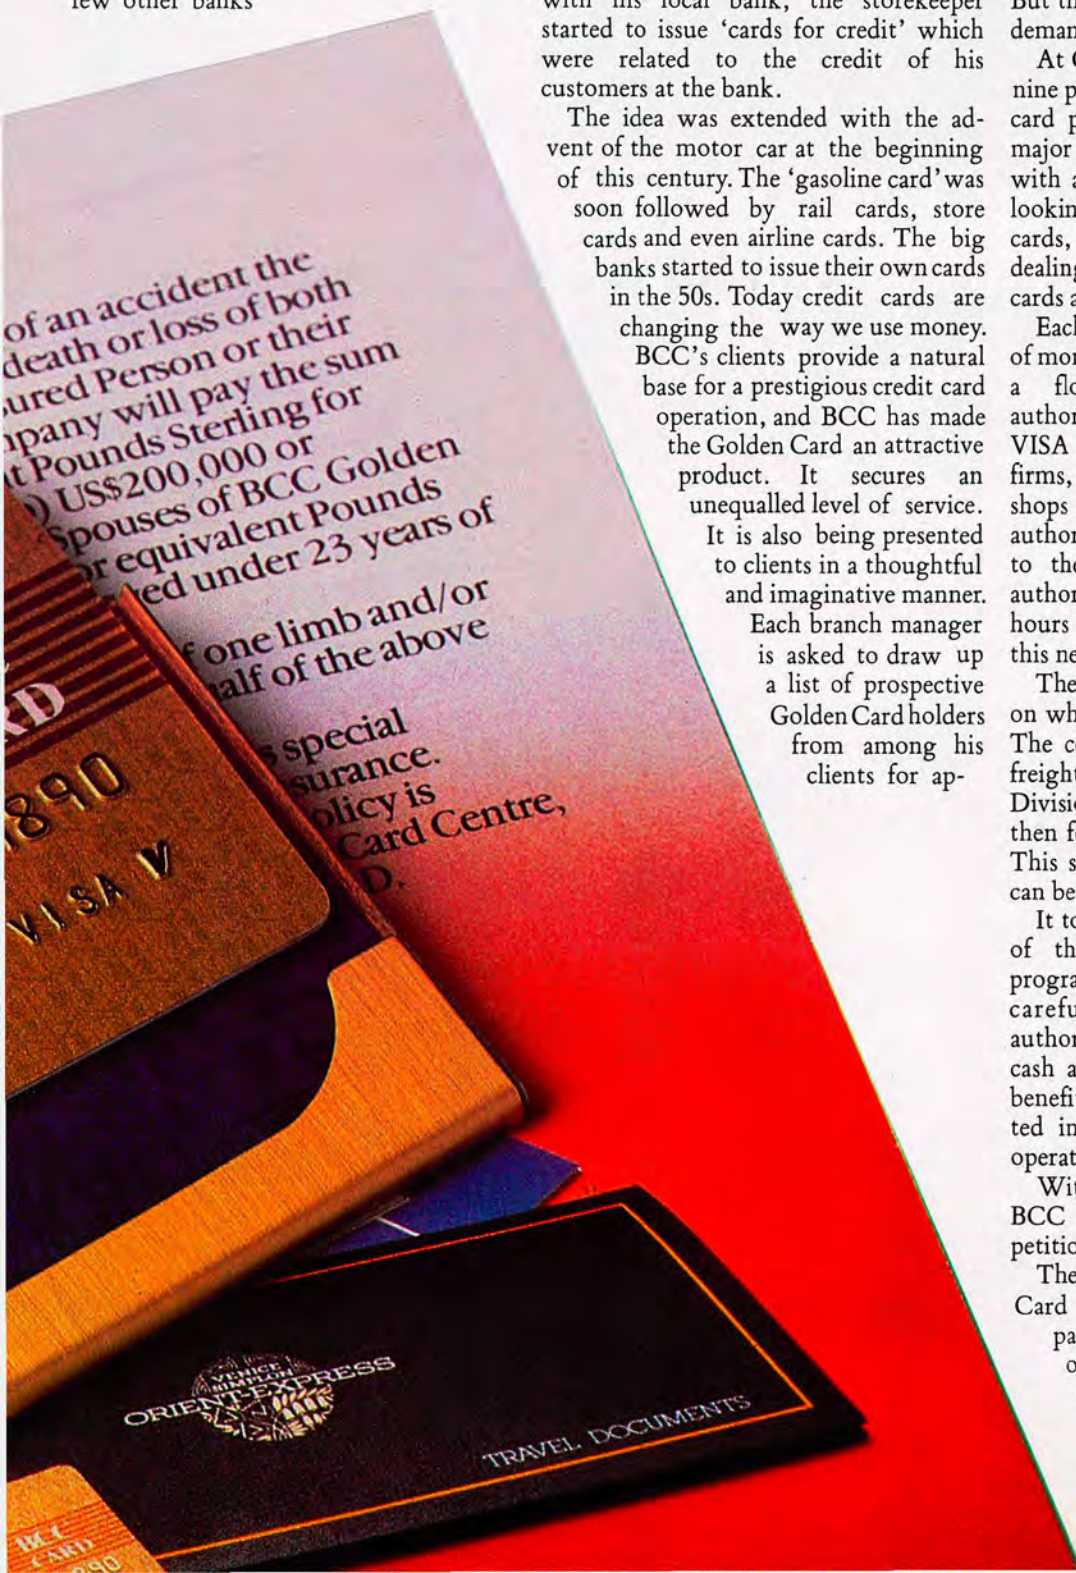 few other banks
with his local bank, the storekeeper
started to issue ‘cards for credit’ which
were related to the credit of his
customers at the bank.
The idea was extended with the ad-
vent of the motor car at the beginning
of this century. The ‘gasoline card’ was
soon followed by rail cards, store
cards and even airline cards. The big
banks started to issue their own cards
in the 50s. Today credit cards are
changing the way we use money.
BCC’s clients provide a natural
base for a prestigious credit card
operation, and BCC has made
the Golden Card an attractive
product. It secures an
unequalled level of service.
It is also being presented
to clients in a thoughtful
and imaginative manner.
Each branch manager
is asked to draw up
a list of prospective
Golden Card holders
from among his
clients for ap-
But th
deman
At
nine p
card p
major
with a
lookin
cards,
dealing
cards a
Each
of mor
a flo
author
VISA
firms,
shops
author
to the
author
hours
this ne
The
on wh
The c
freight
Divisio
then f
This s
can be
It to
of th
progra
carefu
author
cash a
benefi
ted in
operat
Wit
BCC
petitio
The
Card
pa
o
of an accident the
death or loss of both
ured Person or their
pany will pay the sum
t Pounds Sterling for
) US$200,000 or
Spouses of BCC Golden
or equivalent Pounds
ed under 23 years of
f one limb and/or
alf of the above
s special
surance.
olicy is
Card Centre,
D.
RD
890
VISA V
VENICE
SIMPLON
ORIENT-EXPRESS
TRAVEL DOCUMENTS
BCC
CARD
890